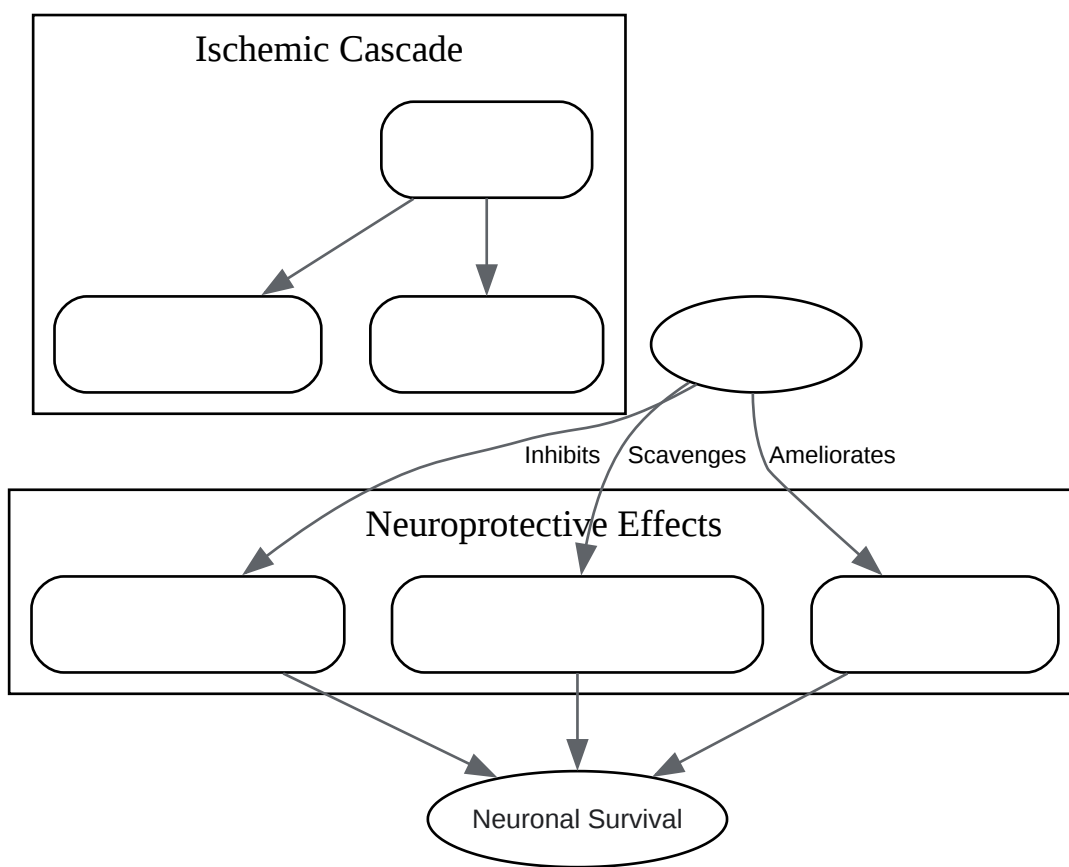 Ischemic Cascade
Inhibits
Scavenges
Ameliorates
Neuroprotective Effects
Neuronal Survival